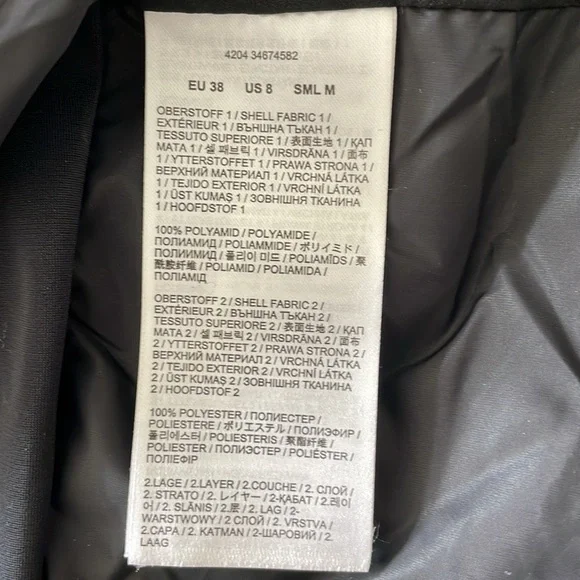 4204 34674582
EU 38 US 8 SML M
OBERSTOFF 1 / SHELL FABRIC 1 /
EXTÉRIEUR 1 / ВЪНШНА ТЪКАН 1 /
TESSUTO SUPERIORE 1 / 表面生地 1 / ҚАП
МАТА 1 / 셸 패브릭 1 / VIRSDRĀNA 1 / 面布
1 / YTTERSTOFFET 1 / PRAWA STRONA 1 /
ВЕРХНИЙ МАТЕРИАЛ 1 / VRCHNÁ LÁTKA
1 / TEJIDO EXTERIOR 1 / VRCHNÍ LÁTKA
1 / ÜST KUMAŞ 1 / ЗОВНІШНЯ ТКАНИНА
1 / HOOFDSTOF 1
100% POLYAMID / POLYAMIDE /
ПОЛИАМИД / POLIAMMIDE / ポリイミド /
ПОЛИИМИД / 폴리이 미드 / POLIAMĪDS / 聚
酰胺纤维 / POLIAMID / POLIAMIDA /
ПОЛІАМІД
OBERSTOFF 2 / SHELL FABRIC 2 /
EXTÉRIEUR 2 / ВЪНШНА ТЪКАН 2 /
TESSUTO SUPERIORE 2 / 表面生地 2 / ҚАП
МАТА 2 / 셸 패브릭 2 / VIRSDRĀNA 2 / 面布
2 / YTTERSTOFFET 2 / PRAWA STRONA 2 /
ВЕРХНИЙ МАТЕРИАЛ 2 / VRCHNÁ LÁTKA
2 / TEJIDO EXTERIOR 2 / VRCHNÍ LÁTKA
2 / ÜST KUMAŞ 2 / ЗОВНІШНЯ ТКАНИНА
2 / HOOFDSTOF 2
100% POLYESTER / ПОЛИЕСТЕР /
POLIESTERE / ポリエステル / ПОЛИЭФИР /
폴리에스터 / POLIESTERIS / 聚酯纤维 /
POLIESTER / ПОЛИЭСТЕР / POLIÉSTER /
ПОЛІЕФІР
2.LAGE / 2.LAYER / 2.COUCHE / 2. СЛОЙ /
2. STRATO / 2. レイヤー / 2-ҚАБАТ / 2.레이
어 / 2. SLĀNIS / 2.层 / 2. LAG / 2-
WARSTWOWY / 2. СЛОЙ / 2. VRSTVA /
2.CAPA / 2. KATMAN / 2-ШАРОВИЙ / 2.
LAAG